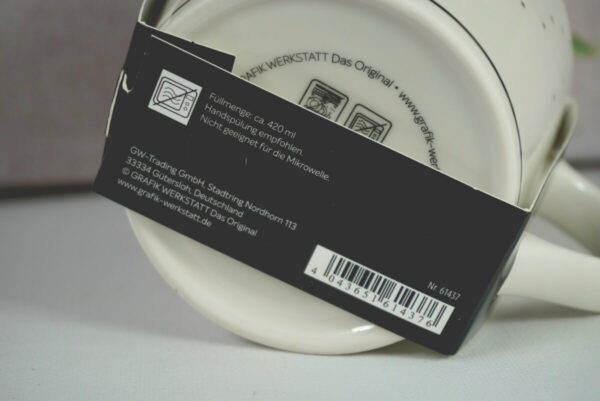 GRAFIK WERKSTATT Das Original • www.grafik-wer
Füllmenge: ca. 420 ml
Handspülung empfohlen.
Nicht geeignet für die Mikrowelle.
GW-Trading GmbH, Stadtring Nordhorn 113
33334 Gütersloh, Deutschland
© GRAFIK WERKSTATT Das Original
www.grafik-werkstatt.de
Nr. 61437
4 043651 614376